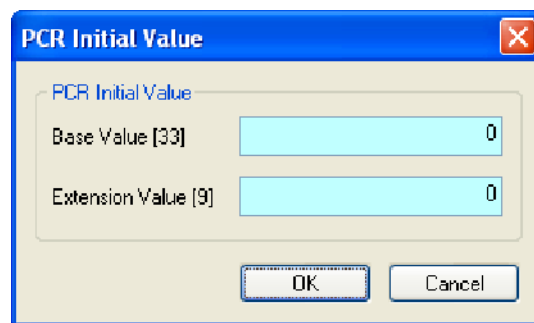 PCR Initial Value
PCR Initial Value
Base Value [33] 0
Extension Value [9] 0
OK Cancel